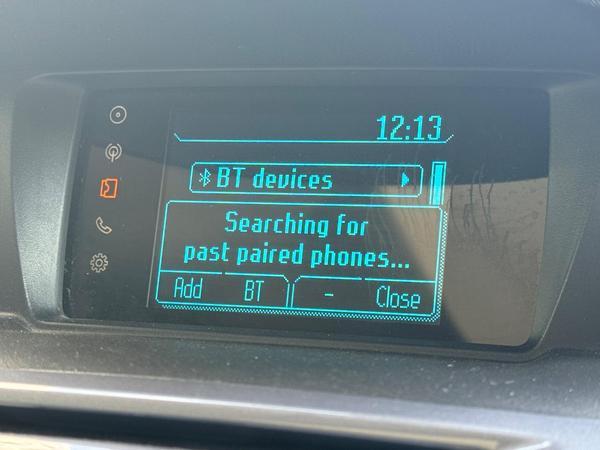 12:13
BT devices
Searching for
past paired phones...
Add BT - Close